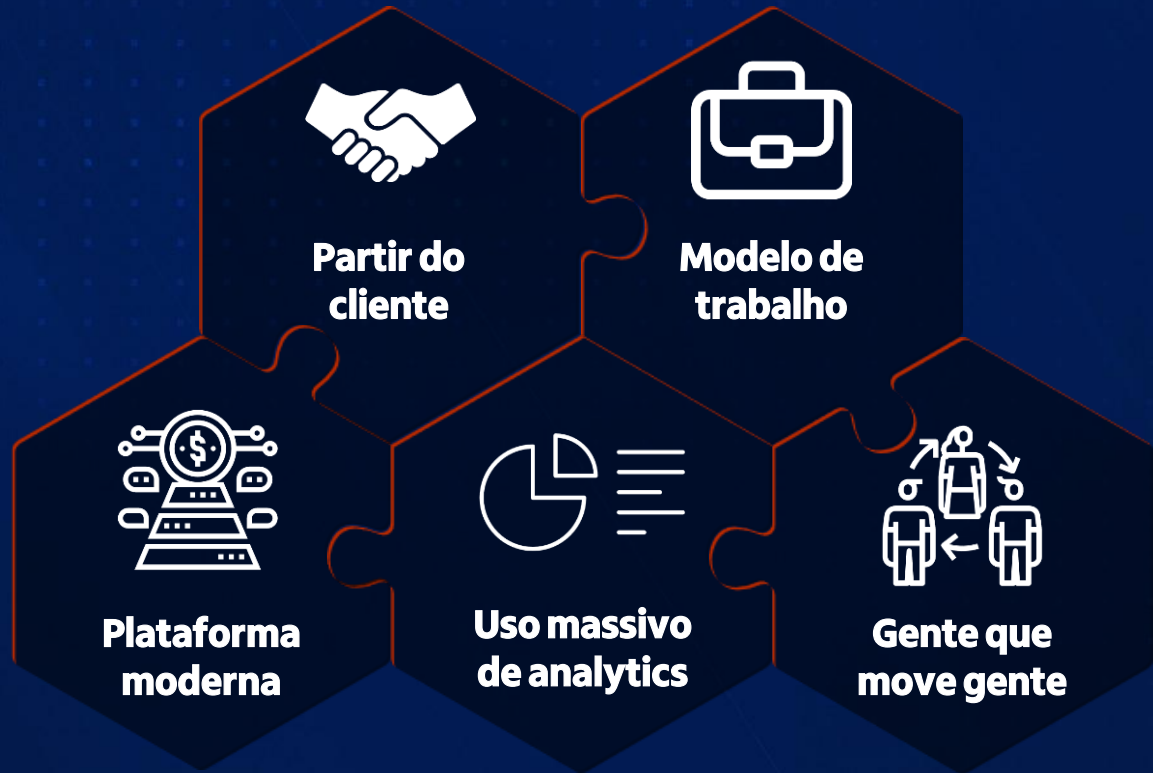 Partir do
cliente
Modelo de
trabalho
$
Plataforma
moderna
Uso massivo
de analytics
Gente que
move gente